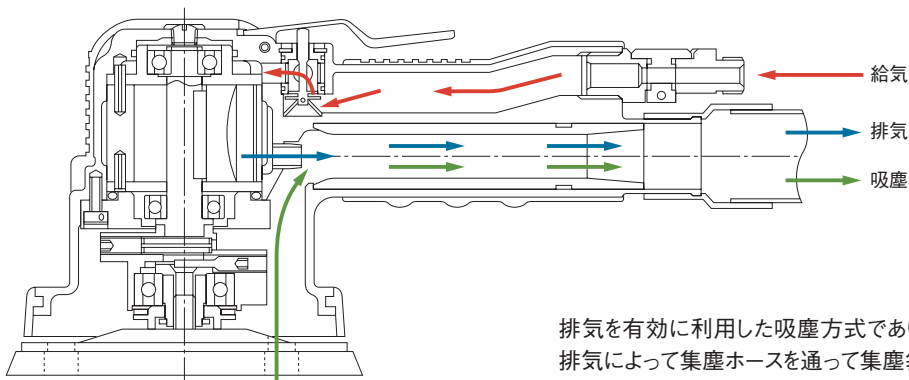 給気
排気
吸塵
排気を有効に利用した吸塵方式であ
排気によって集塵ホースを通って集塵